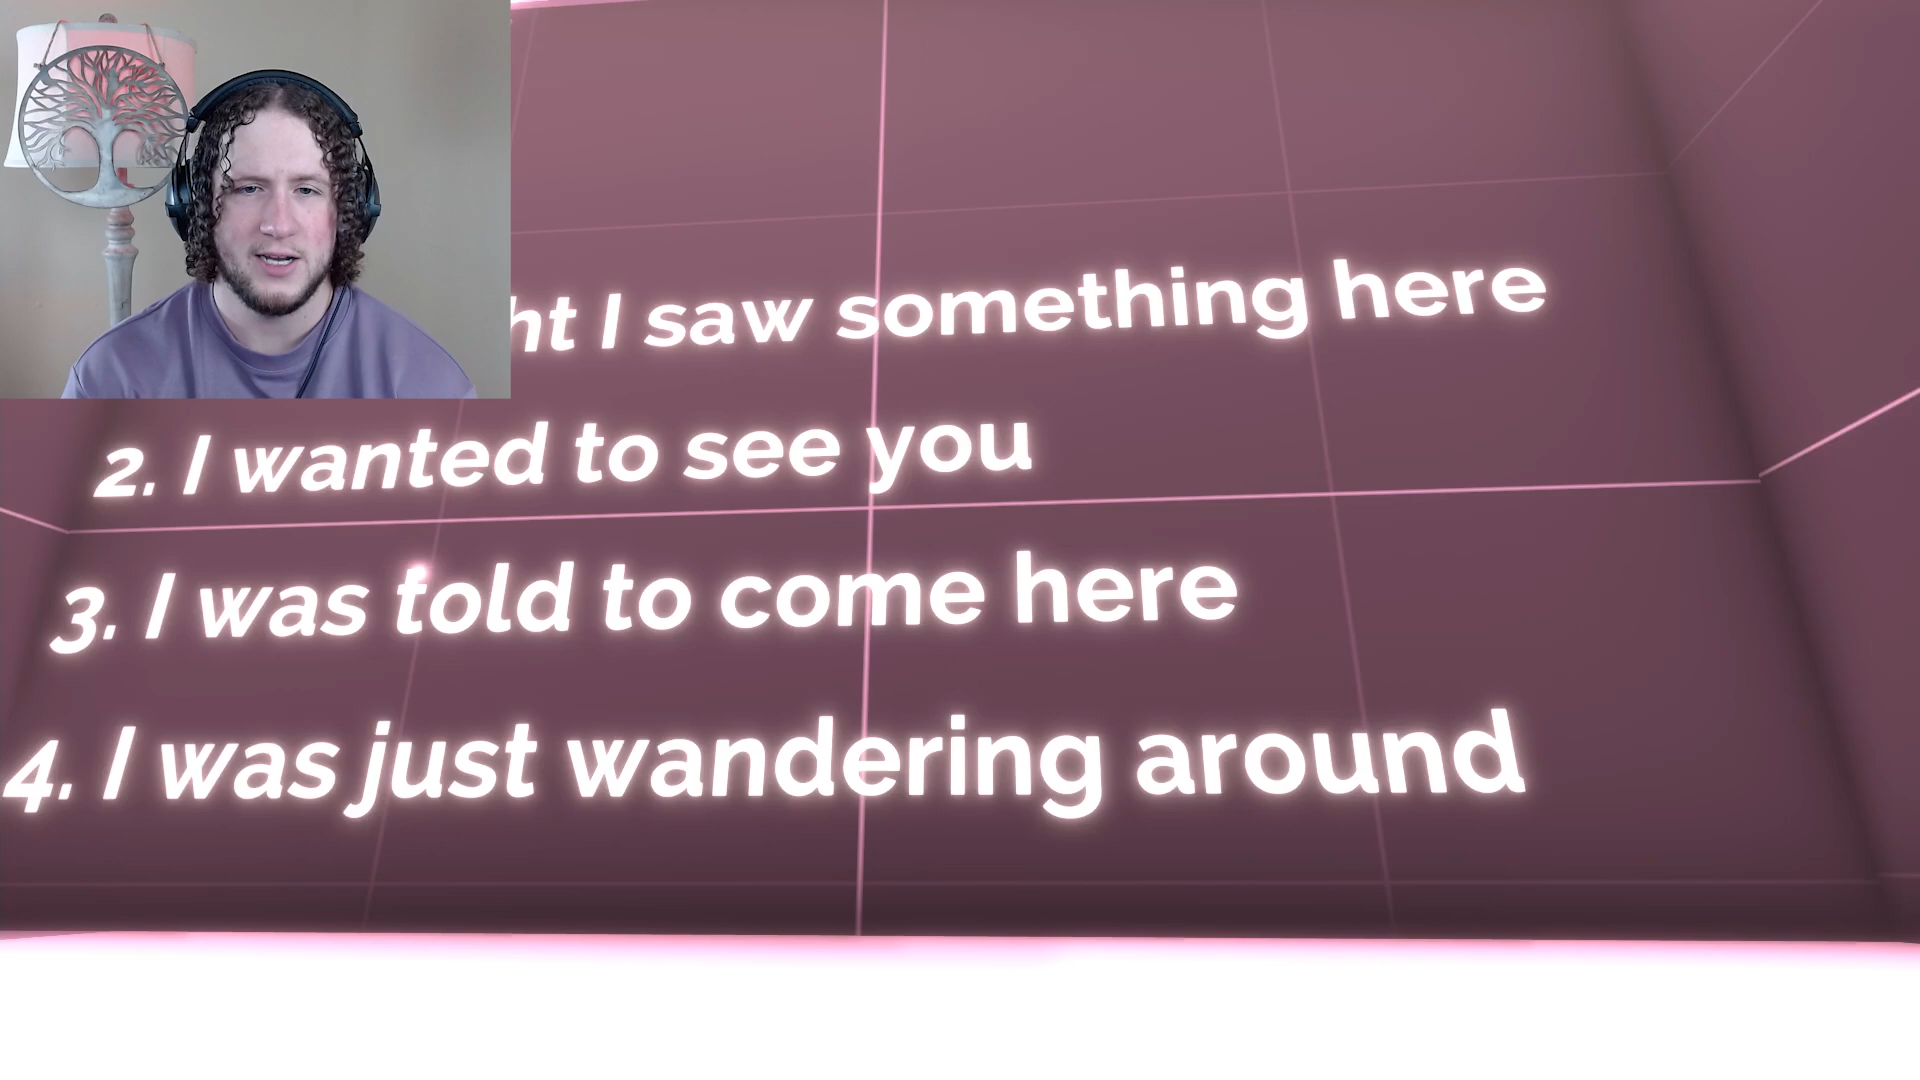 I saw something here
2. I wanted to see you
3. I was told to come here
4. I was just wandering around